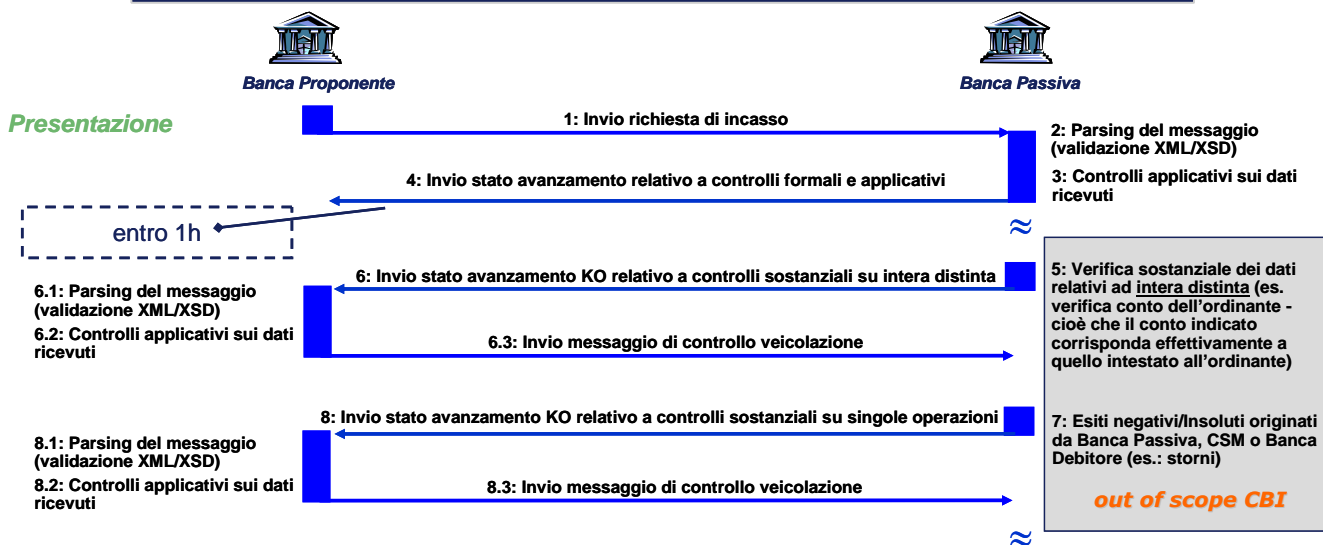 Banca Proponente
Banca Passiva
Presentazione
1: Invio richiesta di incasso
2: Parsing del messaggio
(validazione XML/XSD)
3: Controlli applicativi sui dati
ricevuti
4: Invio stato avanzamento relativo a controlli formali e applicativi
entro 1h
≈
5: Verifica sostanziale dei dati
relativi ad intera distinta (es.
verifica conto dell'ordinante -
cioè che il conto indicato
corrisponda effettivamente a
quello intestato all'ordinante)
6: Invio stato avanzamento KO relativo a controlli sostanziali su intera distinta
6.1: Parsing del messaggio
(validazione XML/XSD)
6.2: Controlli applicativi sui dati
ricevuti
6.3: Invio messaggio di controllo veicolazione
7: Esiti negativi/Insoluti originati
da Banca Passiva, CSM o Banca
Debitore (es.: storni)
8: Invio stato avanzamento KO relativo a controlli sostanziali su singole operazioni
8.1: Parsing del messaggio
(validazione XML/XSD)
8.2: Controlli applicativi sui dati
ricevuti
8.3: Invio messaggio di controllo veicolazione
out of scope CBI
≈